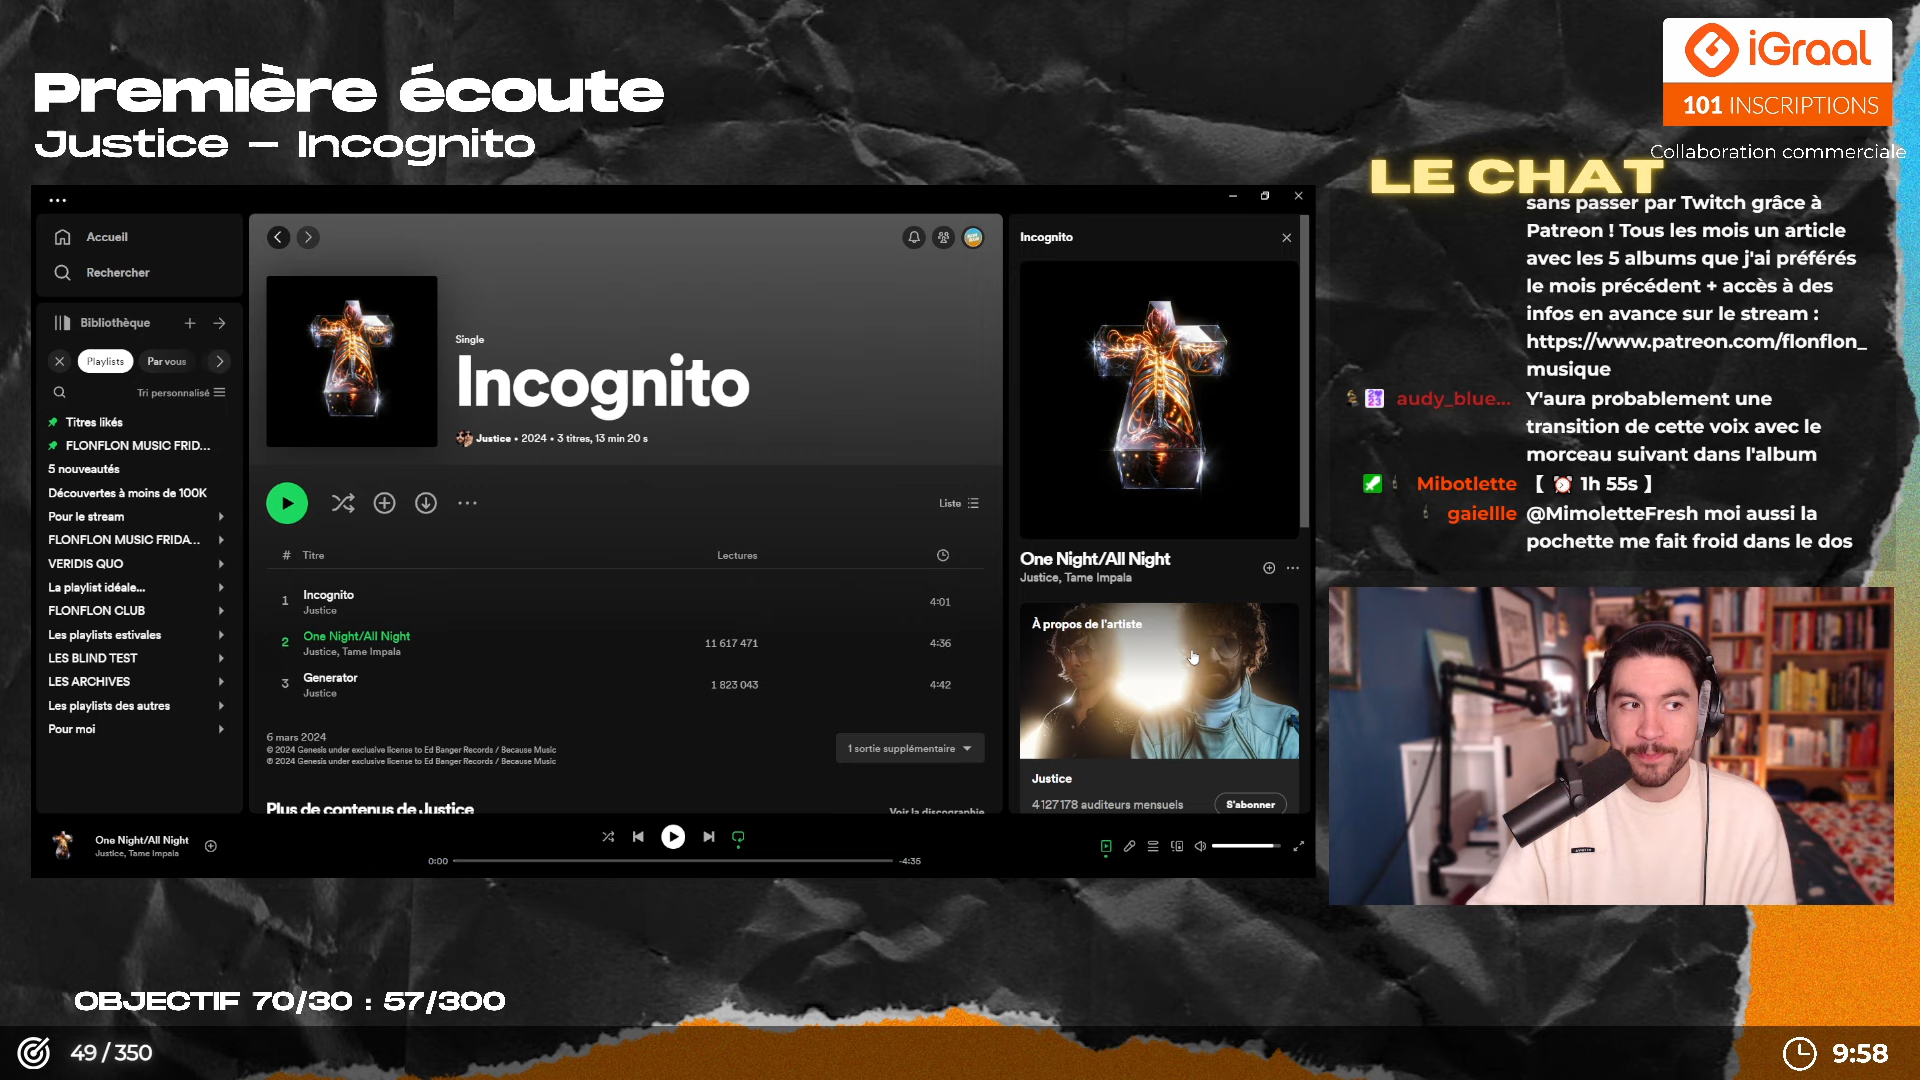 Première écoute
Justice – Incognito
iGraal
101 INSCRIPTIONS
Collaboration commerciale
LE CHAT
sans passer par Twitch grâce à
Patreon ! Tous les mois un article
avec les 5 albums que j'ai préférés
le mois précédent + accès à des
infos en avance sur le stream :
https://www.patreon.com/flonflon_
musique
audy_blue... Y'aura probablement une
transition de cette voix avec le
morceau suivant dans l'album
Mibotlette 【 ⏰ 1h 55s 】
gaiellle @MimoletteFresh moi aussi la
pochette me fait froid dans le dos
Accueil
Rechercher
Bibliothèque
Playlists
Par vous
Tri personnalisé
Titres likés
FLONFLON MUSIC FRID...
5 nouveautés
Découvertes à moins de 100K
Pour le stream
FLONFLON MUSIC FRIDA...
VERIDIS QUO
La playlist idéale...
FLONFLON CLUB
Les playlists estivales
LES BLIND TEST
LES ARCHIVES
Les playlists des autres
Pour moi
Single
Incognito
Justice • 2024 • 3 titres, 13 min 20 s
Liste
# Titre Lectures
1 Incognito 4:01
Justice
2 One Night/All Night 11 617 471 4:36
Justice, Tame Impala
3 Generator 1 823 043 4:42
Justice
6 mars 2024
© 2024 Genesis under exclusive license to Ed Banger Records / Because Music
℗ 2024 Genesis under exclusive license to Ed Banger Records / Because Music
1 sortie supplémentaire
Plus de contenus de Justice
Voir la discographie
Incognito
One Night/All Night
Justice, Tame Impala
À propos de l'artiste
Justice
4 127 178 auditeurs mensuels
S'abonner
One Night/All Night
Justice, Tame Impala
0:00
-4:35
OBJECTIF 70/30 : 57/300
49 / 350
9:58